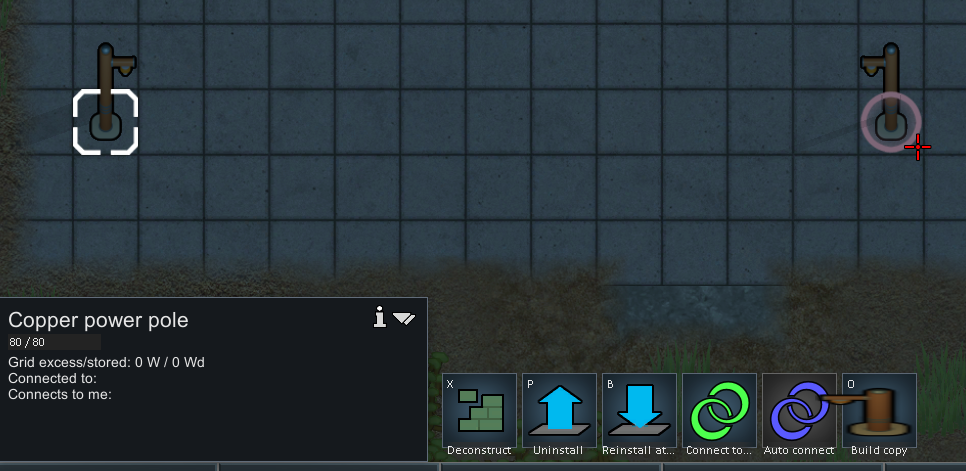 Copper power pole
80 / 80
Grid excess/stored: 0 W / 0 Wd
Connected to:
Connects to me:
X
Deconstruct
P
Uninstall
B
Reinstall at...
Connect to...
Auto connect
O
Build copy